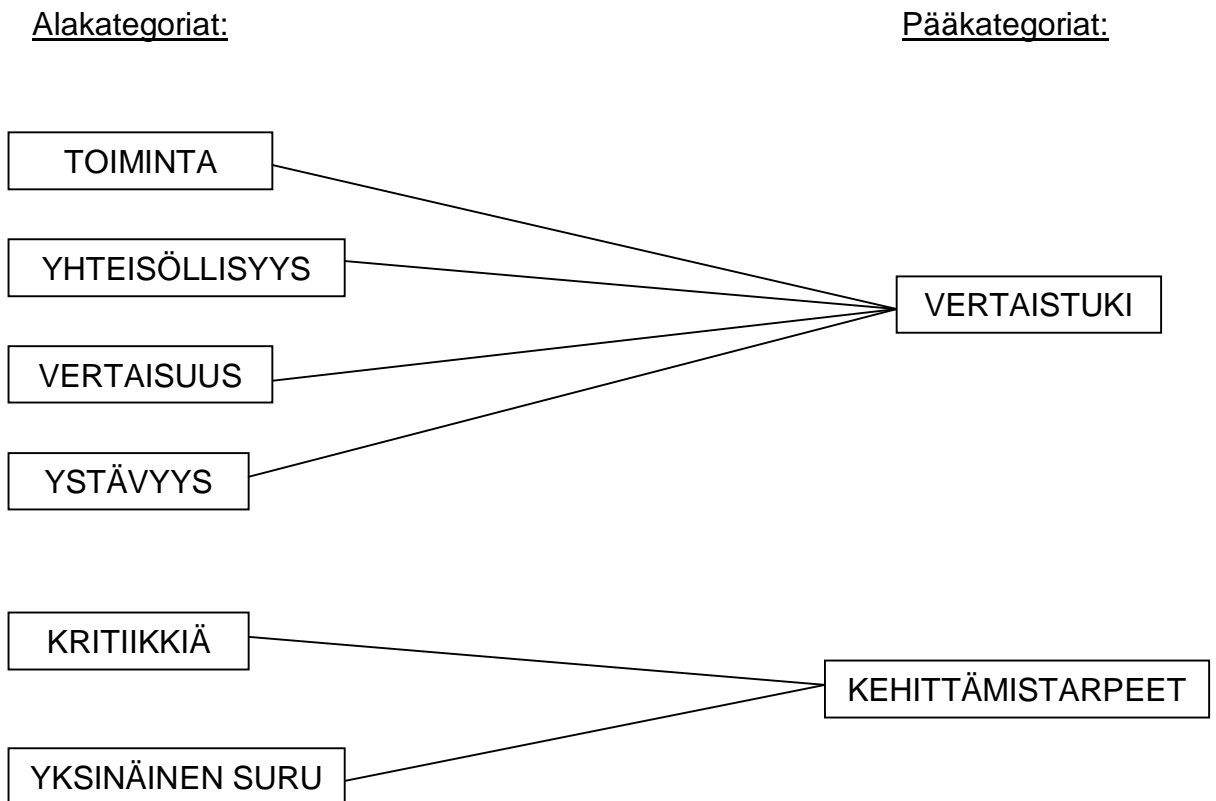 Alakategoriat:
Pääkategoriat:
TOIMINTA
YHTEISÖLLISYYS
VERTAISUUS
YSTÄVYYS
VERTAISTUKI
KRITIIKKIÄ
YKSINÄINEN SURU
KEHITTÄMISTARPEET